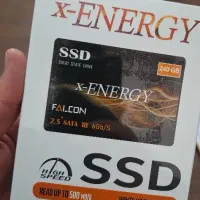 x-ENERGY
SSD
SOLID STATE DRIVE
240 GB
x-ENERGY
FALCON
2.5" SATA III 6Gb/S
HIGH
SPEED
SSD
READ UP TO 500 MB/s